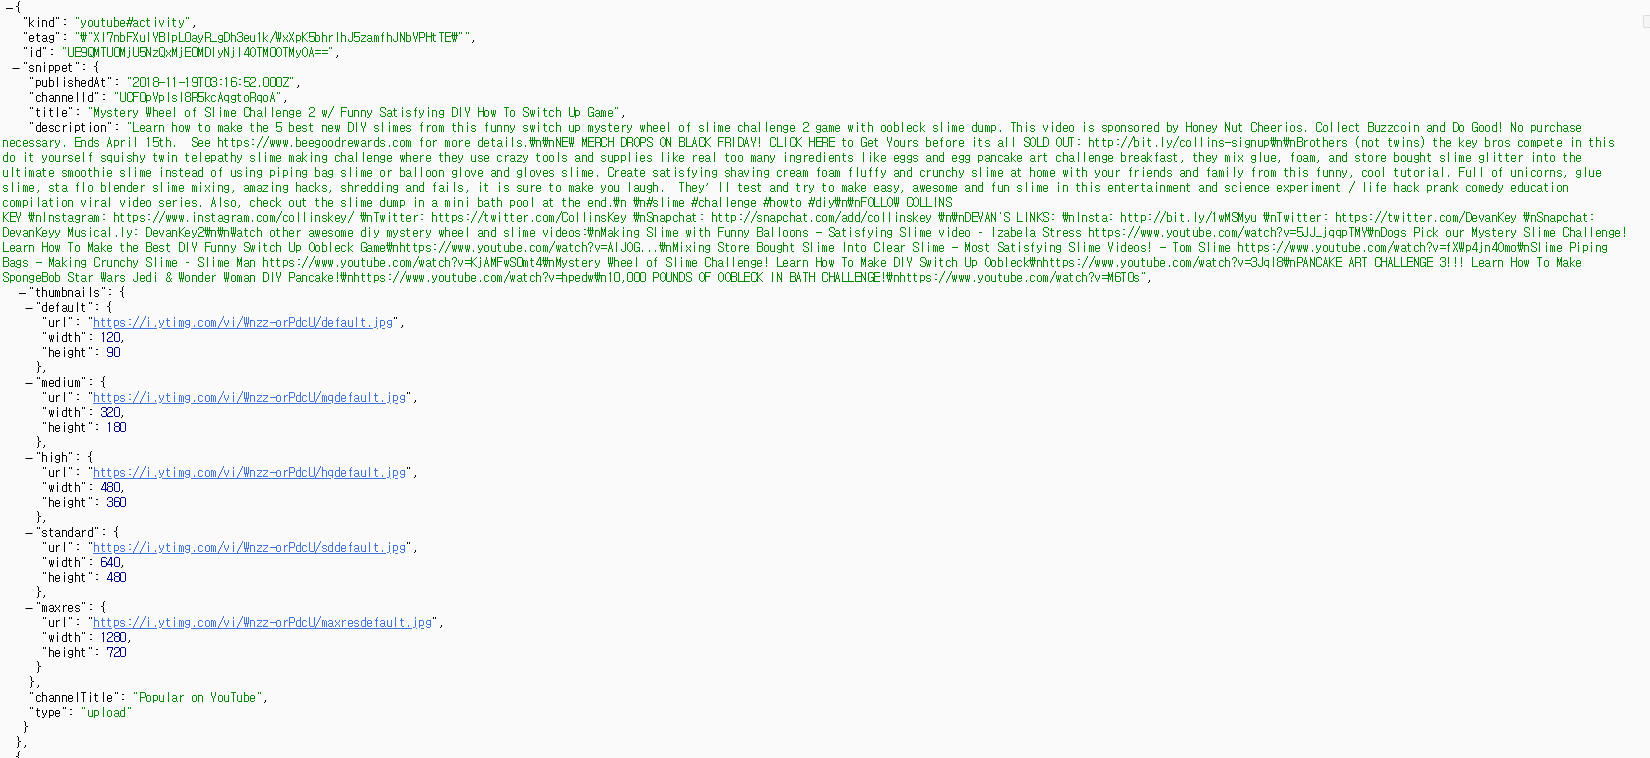 −{
"kind": "youtube#activity",
"etag": "₩"XI7nbFXulYBIpL0ayR_gDh3eu1k/WxXpK5bhrlhJ5zamfhJNbVPHtTE₩"",
"id": "UE9QMTU0MjU5NzQxMjE0MDIyNjI4OTM0OTMyOA==",
−"snippet": {
"publishedAt": "2018-11-19T03:16:52.000Z",
"channelId": "UCF0pVplsI8R5kcAqgtoRqoA",
"title": "Mystery Wheel of Slime Challenge 2 w/ Funny Satisfying DIY How To Switch Up Game",
"description": "Learn how to make the 5 best new DIY slimes from this funny switch up mystery wheel of slime challenge 2 game with oobleck slime dump. This video is sponsored by Honey Nut Cheerios. Collect Buzzcoin and Do Good! No purchase
necessary. Ends April 15th.  See https://www.beegoodrewards.com for more details.₩n₩nNEW MERCH DROPS ON BLACK FRIDAY! CLICK HERE to Get Yours before its all SOLD OUT: http://bit.ly/collins-signup₩n₩nBrothers (not twins) the key bros compete in this
do it yourself squishy twin telepathy slime making challenge where they use crazy tools and supplies like real too many ingredients like eggs and egg pancake art challenge breakfast, they mix glue, foam, and store bought slime glitter into the
ultimate smoothie slime instead of using piping bag slime or balloon glove and gloves slime. Create satisfying shaving cream foam fluffy and crunchy slime at home with your friends and family from this funny, cool tutorial. Full of unicorns, glue
slime, sta flo blender slime mixing, amazing hacks, shredding and fails, it is sure to make you laugh.  They'll test and try to make easy, awesome and fun slime in this entertainment and science experiment / life hack prank comedy education
compilation viral video series. Also, check out the slime dump in a mini bath pool at the end.₩n ₩n#slime #challenge #howto #diy₩n₩nFOLLOW COLLINS
KEY ₩nInstagram: https://www.instagram.com/collinskey/ ₩nTwitter: https://twitter.com/CollinsKey ₩nSnapchat: http://snapchat.com/add/collinskey ₩n₩nDEVAN'S LINKS: ₩nInsta: http://bit.ly/1wMSMyu ₩nTwitter: https://twitter.com/DevanKey ₩nSnapchat:
DevanKeyy Musical.ly: DevanKey2₩n₩nWatch other awesome diy mystery wheel and slime videos:₩nMaking Slime with Funny Balloons – Satisfying Slime video - Izabela Stress https://www.youtube.com/watch?v=5JJ_jqqpTMY₩nDogs Pick our Mystery Slime Challenge!
Learn How To Make the Best DIY Funny Switch Up Oobleck Game₩nhttps://www.youtube.com/watch?v=AIJOG...₩nMixing Store Bought Slime Into Clear Slime – Most Satisfying Slime Videos! – Tom Slime https://www.youtube.com/watch?v=fXWp4jn40mo₩nSlime Piping
Bags – Making Crunchy Slime - Slime Man https://www.youtube.com/watch?v=KjAMFwSOmt4₩nMystery Wheel of Slime Challenge! Learn How To Make DIY Switch Up Oobleck₩nhttps://www.youtube.com/watch?v=3JqI8₩nPANCAKE ART CHALLENGE 3!!! Learn How To Make
SpongeBob Star Wars Jedi & Wonder Woman DIY Pancake!₩nhttps://www.youtube.com/watch?v=hpedw₩n10,000 POUNDS OF OOBLECK IN BATH CHALLENGE!₩nhttps://www.youtube.com/watch?v=M6TOs",
−"thumbnails": {
−"default": {
"url": "https://i.ytimg.com/vi/Wnzz-orPdcU/default.jpg",
"width": 120,
"height": 90
},
−"medium": {
"url": "https://i.ytimg.com/vi/Wnzz-orPdcU/mqdefault.jpg",
"width": 320,
"height": 180
},
−"high": {
"url": "https://i.ytimg.com/vi/Wnzz-orPdcU/hqdefault.jpg",
"width": 480,
"height": 360
},
−"standard": {
"url": "https://i.ytimg.com/vi/Wnzz-orPdcU/sddefault.jpg",
"width": 640,
"height": 480
},
−"maxres": {
"url": "https://i.ytimg.com/vi/Wnzz-orPdcU/maxresdefault.jpg",
"width": 1280,
"height": 720
}
},
"channelTitle": "Popular on YouTube",
"type": "upload"
}
},